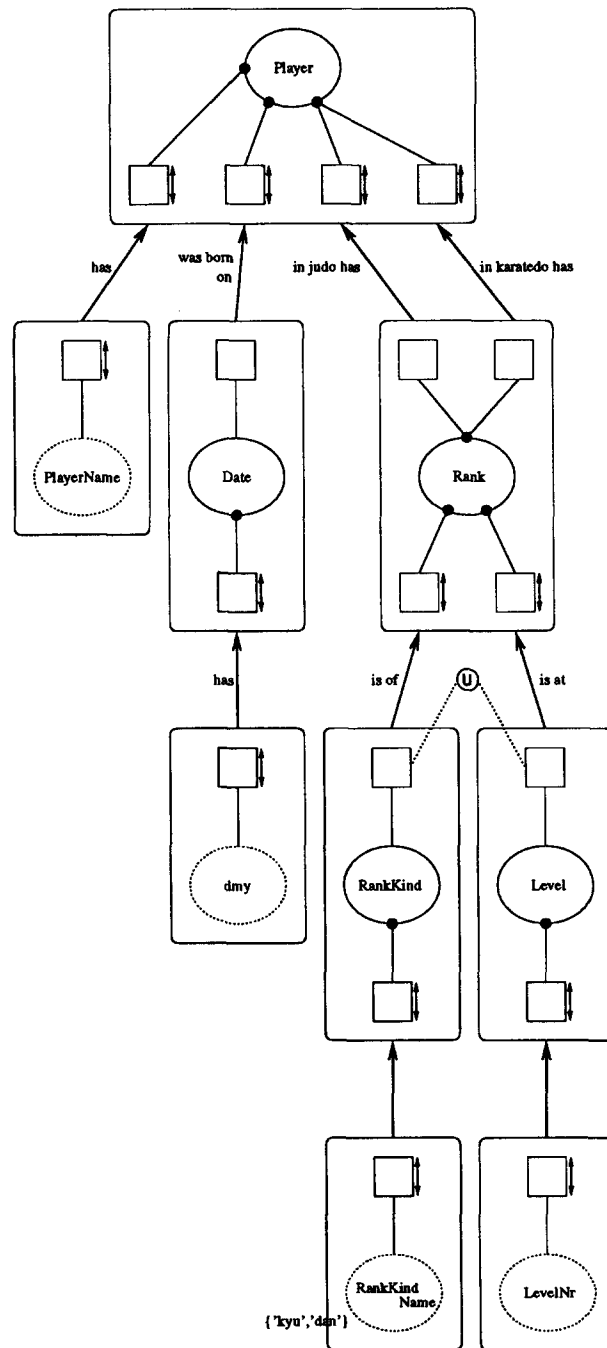 Player
has
was born
on
in judo has
in karatedo has
PlayerName
Date
Rank
has
is of
U
is at
dmy
RankKind
Level
RankKind
Name
{'kyu','dan'}
LevelNr